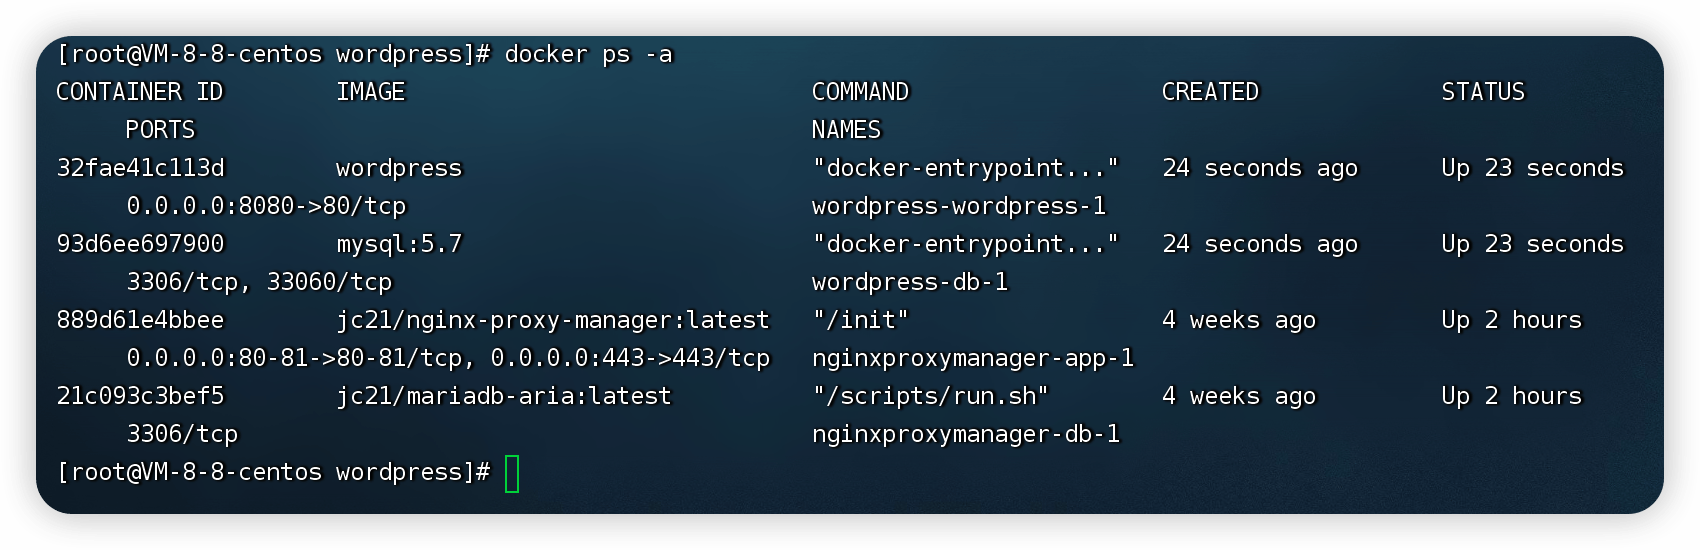 [root@VM-8-8-centos wordpress]# docker ps -a
CONTAINER ID        IMAGE                             COMMAND                  CREATED             STATUS
     PORTS                                            NAMES
32fae41c113d        wordpress                         "docker-entrypoint..."   24 seconds ago      Up 23 seconds
     0.0.0.0:8080->80/tcp                             wordpress-wordpress-1
93d6ee697900        mysql:5.7                         "docker-entrypoint..."   24 seconds ago      Up 23 seconds
     3306/tcp, 33060/tcp                              wordpress-db-1
889d61e4bbee        jc21/nginx-proxy-manager:latest   "/init"                  4 weeks ago         Up 2 hours
     0.0.0.0:80-81->80-81/tcp, 0.0.0.0:443->443/tcp   nginxproxymanager-app-1
21c093c3bef5        jc21/mariadb-aria:latest          "/scripts/run.sh"        4 weeks ago         Up 2 hours
     3306/tcp                                         nginxproxymanager-db-1
[root@VM-8-8-centos wordpress]#